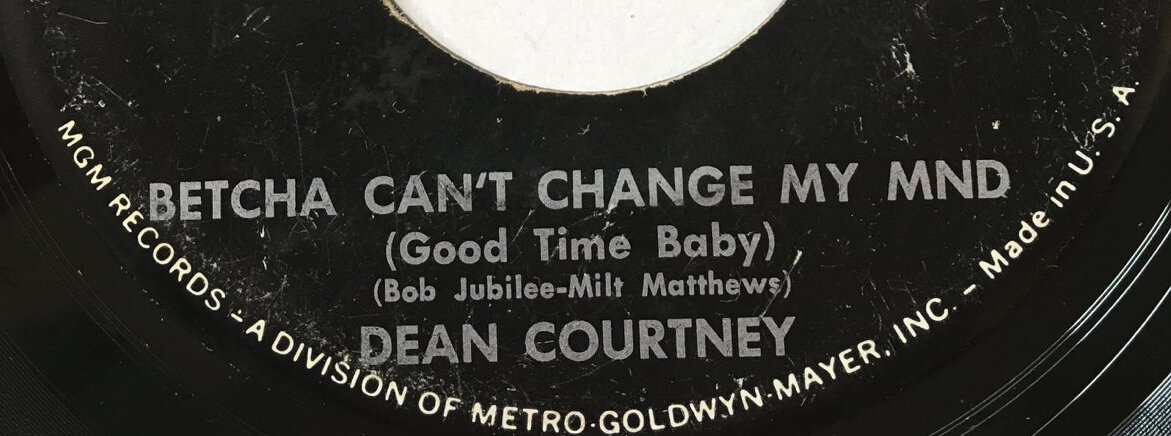 BETCHA CAN'T CHANGE MY MND
(Good Time Baby)
(Bob Jubilee-Milt Matthews)
DEAN COURTNEY
MGM RECORDS - A DIVISION OF METRO-GOLDWYN-MAYER, INC. - Made in U. S. A.